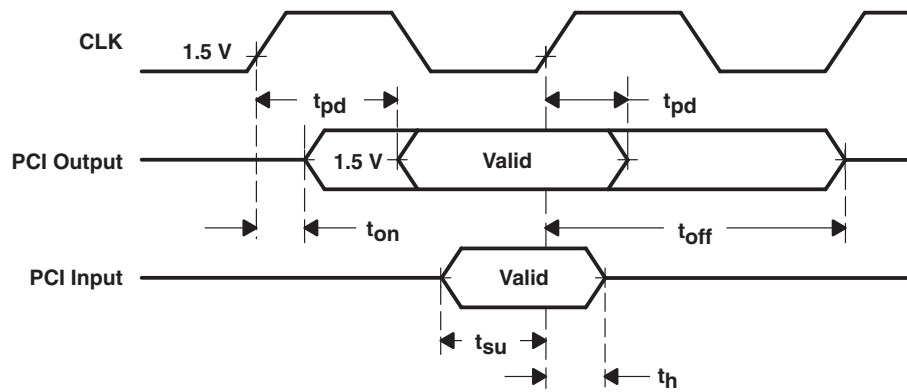 CLK
1.5 V
tpd
tpd
PCI Output
1.5 V
Valid
ton
toff
PCI Input
Valid
tsu
th